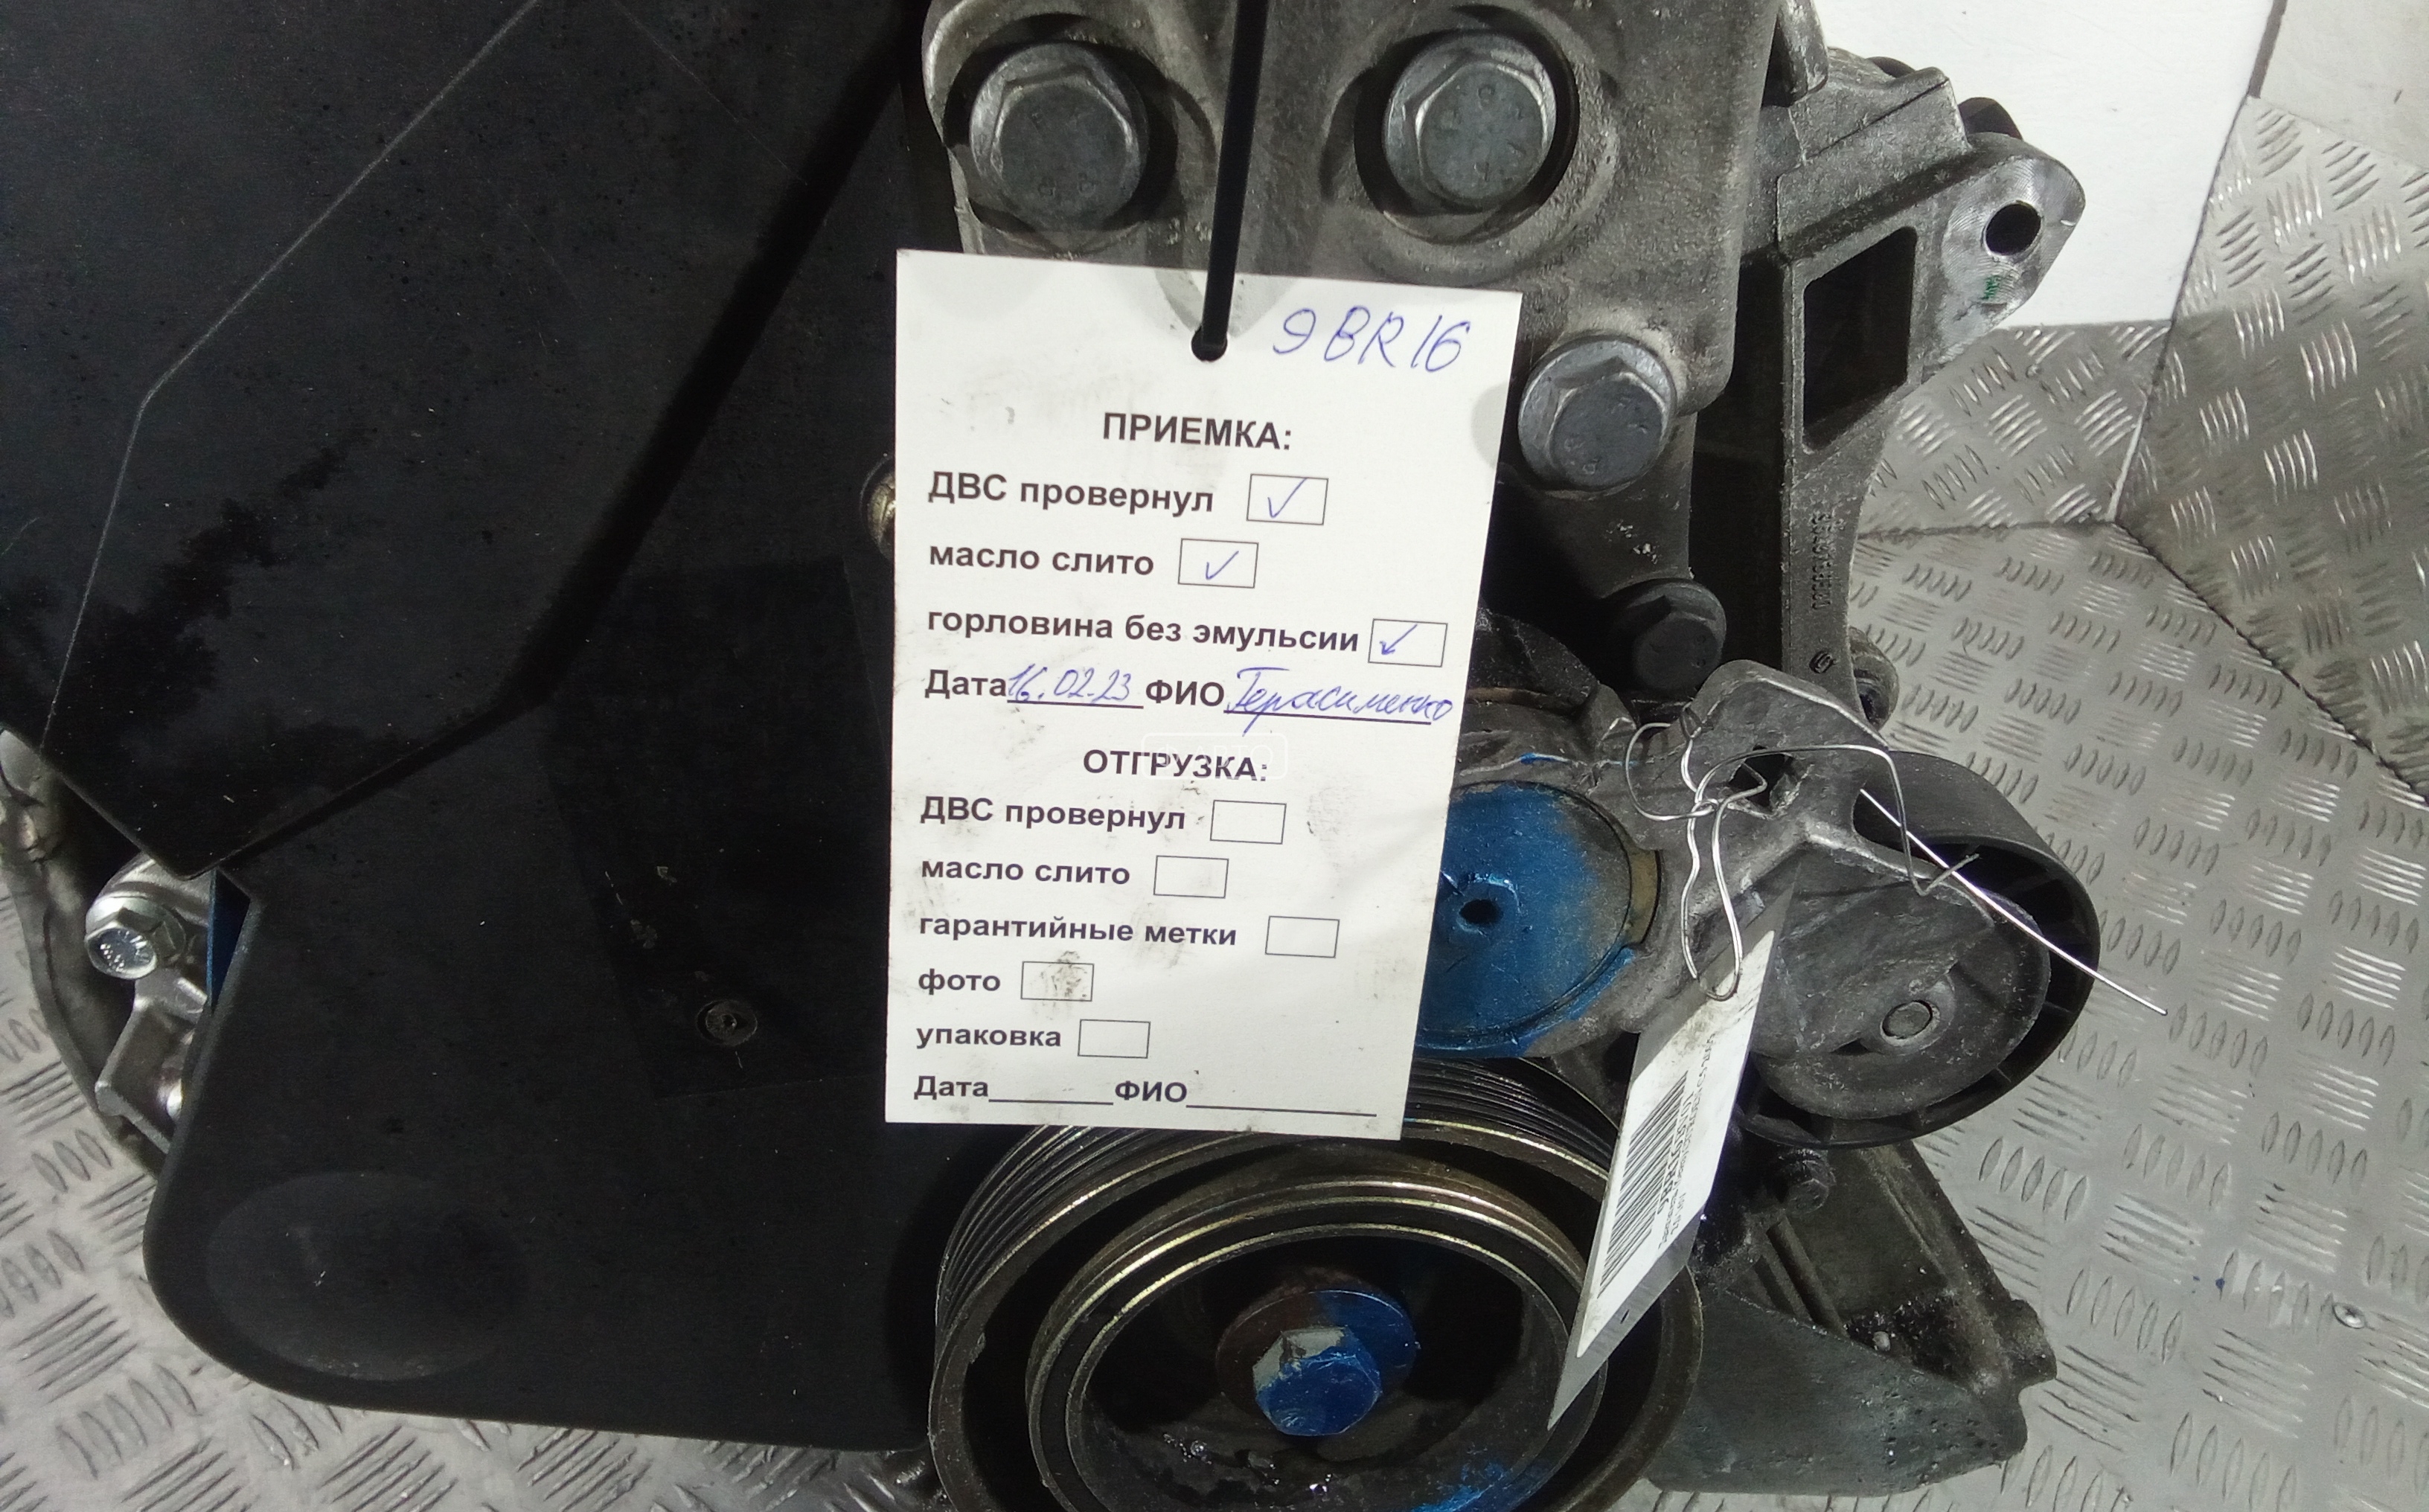 9BR16
ПРИЕМКА:
ДВС провернул
масло слито
горловина без эмульсии
Дата 16.02.23 ФИО Герасименко
ОТГРУЗКА:
ДВС провернул
масло слито
гарантийные метки
фото
упаковка
Дата ФИО